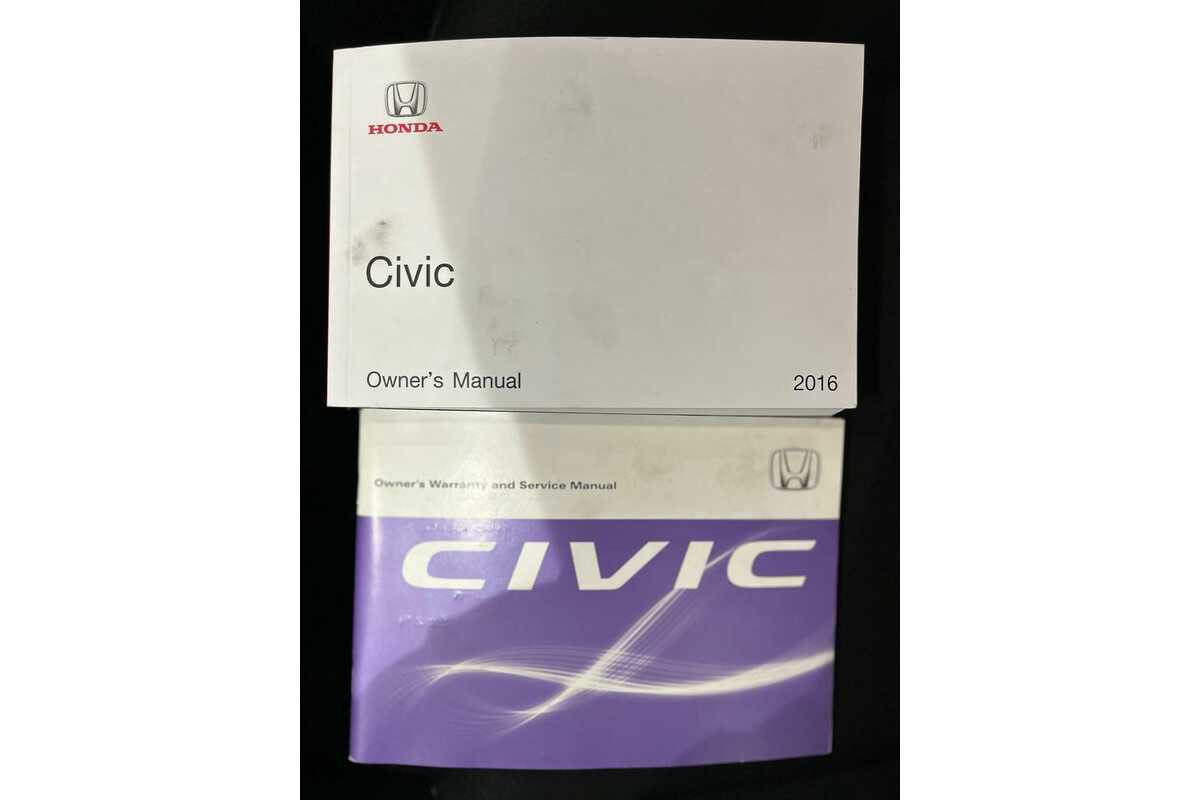 HONDA
Civic
Owner's Manual 2016
Owner's Warranty and Service Manual
CIVIC